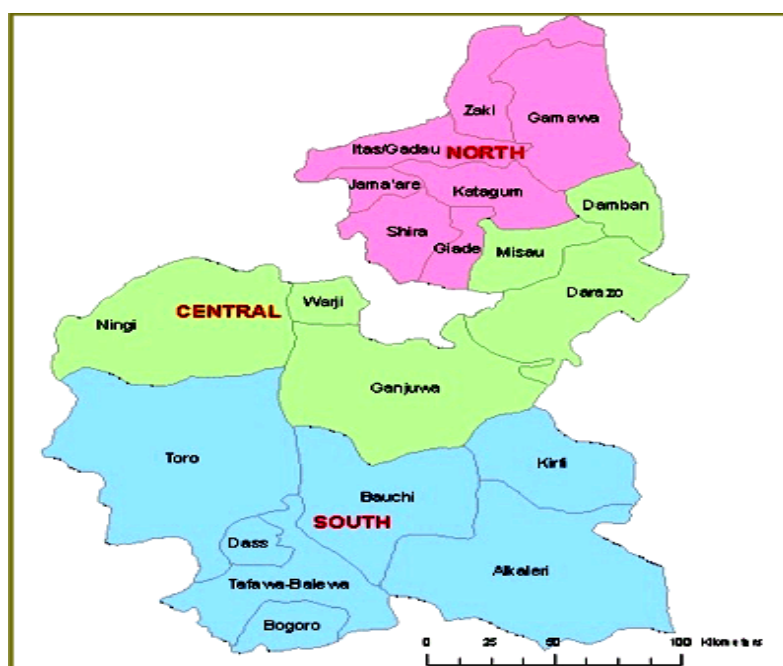 Zaki
Gamawa
Itas/Gadau
NORTH
Jama'are
Katagum
Damban
Shira
Giade
Misau
Darazo
Warji
CENTRAL
Ningi
Ganjuwa
Toro
Kirfi
Bauchi
SOUTH
Dass
Alkaleri
Tafawa-Balewa
Bogoro
0 25 50 100 Kilometers